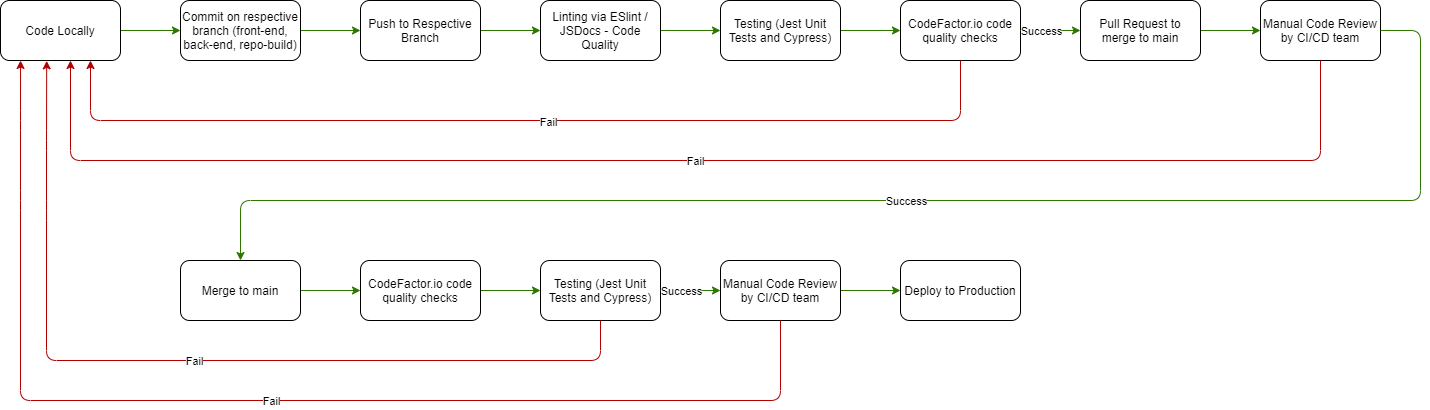 Code Locally
Commit on respective
branch (front-end,
back-end, repo-build)
Push to Respective
Branch
Linting via ESlint /
JSDocs - Code
Quality
Testing (Jest Unit
Tests and Cypress)
CodeFactor.io code
quality checks
Success
Pull Request to
merge to main
Manual Code Review
by CI/CD team
Fail
Fail
Success
Merge to main
CodeFactor.io code
quality checks
Testing (Jest Unit
Tests and Cypress)
Success
Manual Code Review
by CI/CD team
Deploy to Production
Fail
Fail